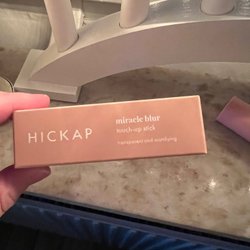 HICKAP
miracle blur
touch-up stick
transparent and mattifying